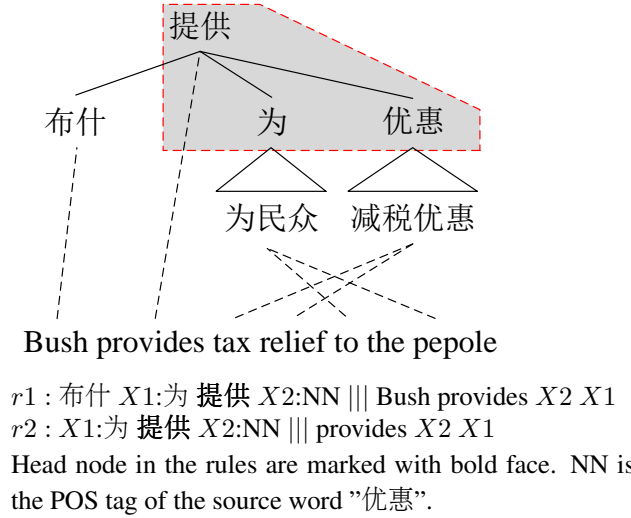 提供
布什 为 优惠
为民众 减税优惠
Bush provides tax relief to the pepole
r1 : 布什 X1:为 提供 X2:NN ||| Bush provides X2 X1
r2 : X1:为 提供 X2:NN ||| provides X2 X1
Head node in the rules are marked with bold face. NN is
the POS tag of the source word ”优惠”.